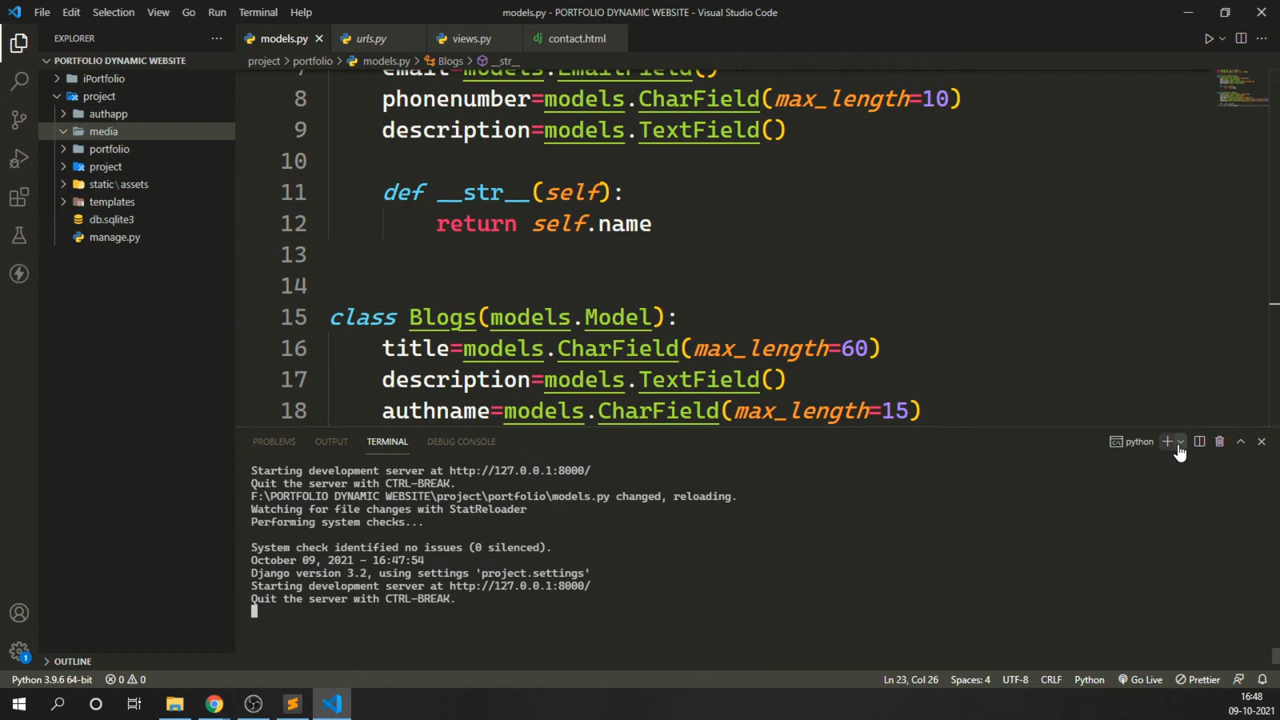 File Edit Selection View Go Run Terminal Help
models.py - PORTFOLIO DYNAMIC WEBSITE - Visual Studio Code
EXPLORER
PORTFOLIO DYNAMIC WEBSITE
iPortfolio
project
authapp
media
portfolio
project
static\assets
templates
db.sqlite3
manage.py
OUTLINE
models.py urls.py views.py contact.html
project > portfolio > models.py > Blogs > __str__
7 email=models.EmailField()
8 phonenumber=models.CharField(max_length=10)
9 description=models.TextField()
10
11 def __str__(self):
12 return self.name
13
14
15 class Blogs(models.Model):
16 title=models.CharField(max_length=60)
17 description=models.TextField()
18 authname=models.CharField(max_length=15)
PROBLEMS OUTPUT TERMINAL DEBUG CONSOLE
python
Starting development server at http://127.0.0.1:8000/
Quit the server with CTRL-BREAK.
F:\PORTFOLIO DYNAMIC WEBSITE\project\portfolio\models.py changed, reloading.
Watching for file changes with StatReloader
Performing system checks...
System check identified no issues (0 silenced).
October 09, 2021 - 16:47:54
Django version 3.2, using settings 'project.settings'
Starting development server at http://127.0.0.1:8000/
Quit the server with CTRL-BREAK.
1
Python 3.9.6 64-bit 0 0 Ln 23, Col 26 Spaces: 4 UTF-8 CRLF Python Go Live Prettier
16:48
09-10-2021